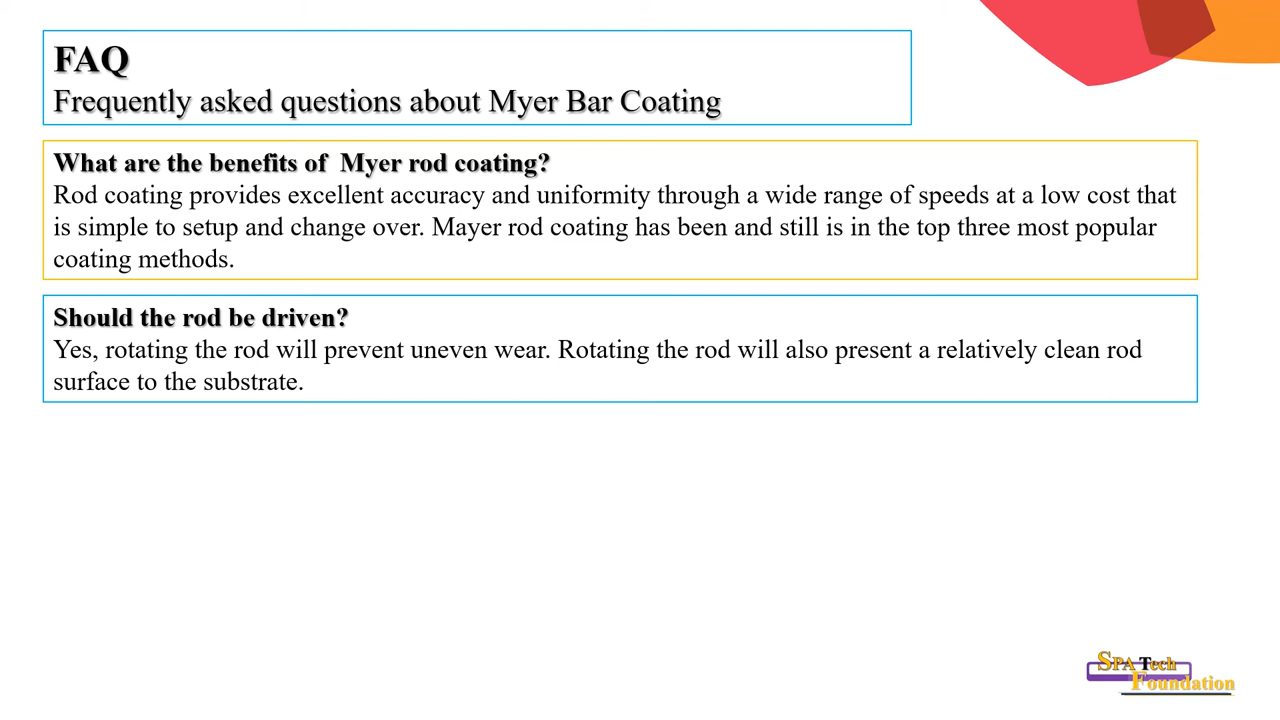 FAQ
Frequently asked questions about Myer Bar Coating
What are the benefits of  Myer rod coating?
Rod coating provides excellent accuracy and uniformity through a wide range of speeds at a low cost that
is simple to setup and change over. Mayer rod coating has been and still is in the top three most popular
coating methods.
Should the rod be driven?
Yes, rotating the rod will prevent uneven wear. Rotating the rod will also present a relatively clean rod
surface to the substrate.
SPA Tech
Foundation